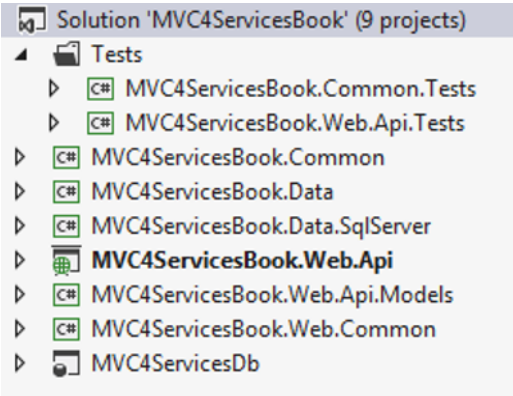 Solution 'MVC4ServicesBook' (9 projects)
Tests
C# MVC4ServicesBook.Common.Tests
C# MVC4ServicesBook.Web.Api.Tests
C# MVC4ServicesBook.Common
C# MVC4ServicesBook.Data
C# MVC4ServicesBook.Data.SqlServer
MVC4ServicesBook.Web.Api
C# MVC4ServicesBook.Web.Api.Models
C# MVC4ServicesBook.Web.Common
MVC4ServicesDb